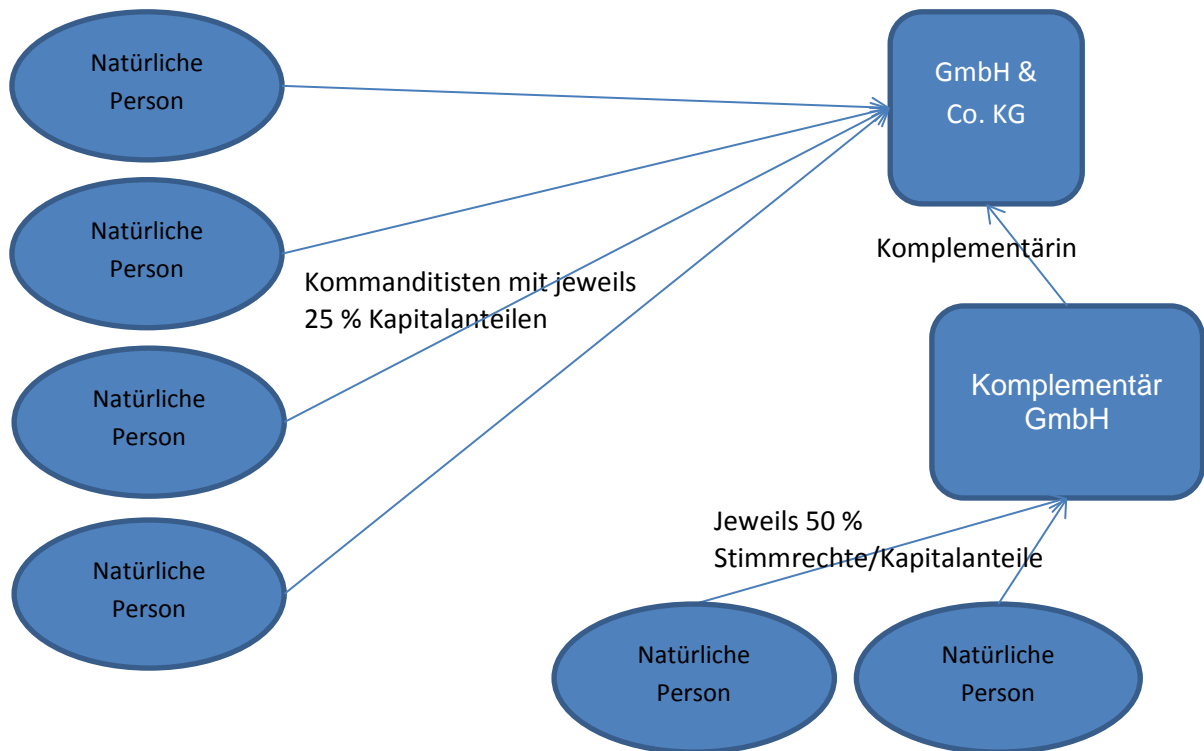 Natürliche
Person
GmbH &
Co. KG
Natürliche
Person
Komplementärin
Kommanditisten mit jeweils
25 % Kapitalanteilen
Natürliche
Person
Komplementär
GmbH
Natürliche
Person
Jeweils 50 %
Stimmrechte/Kapitalanteile
Natürliche
Person
Natürliche
Person